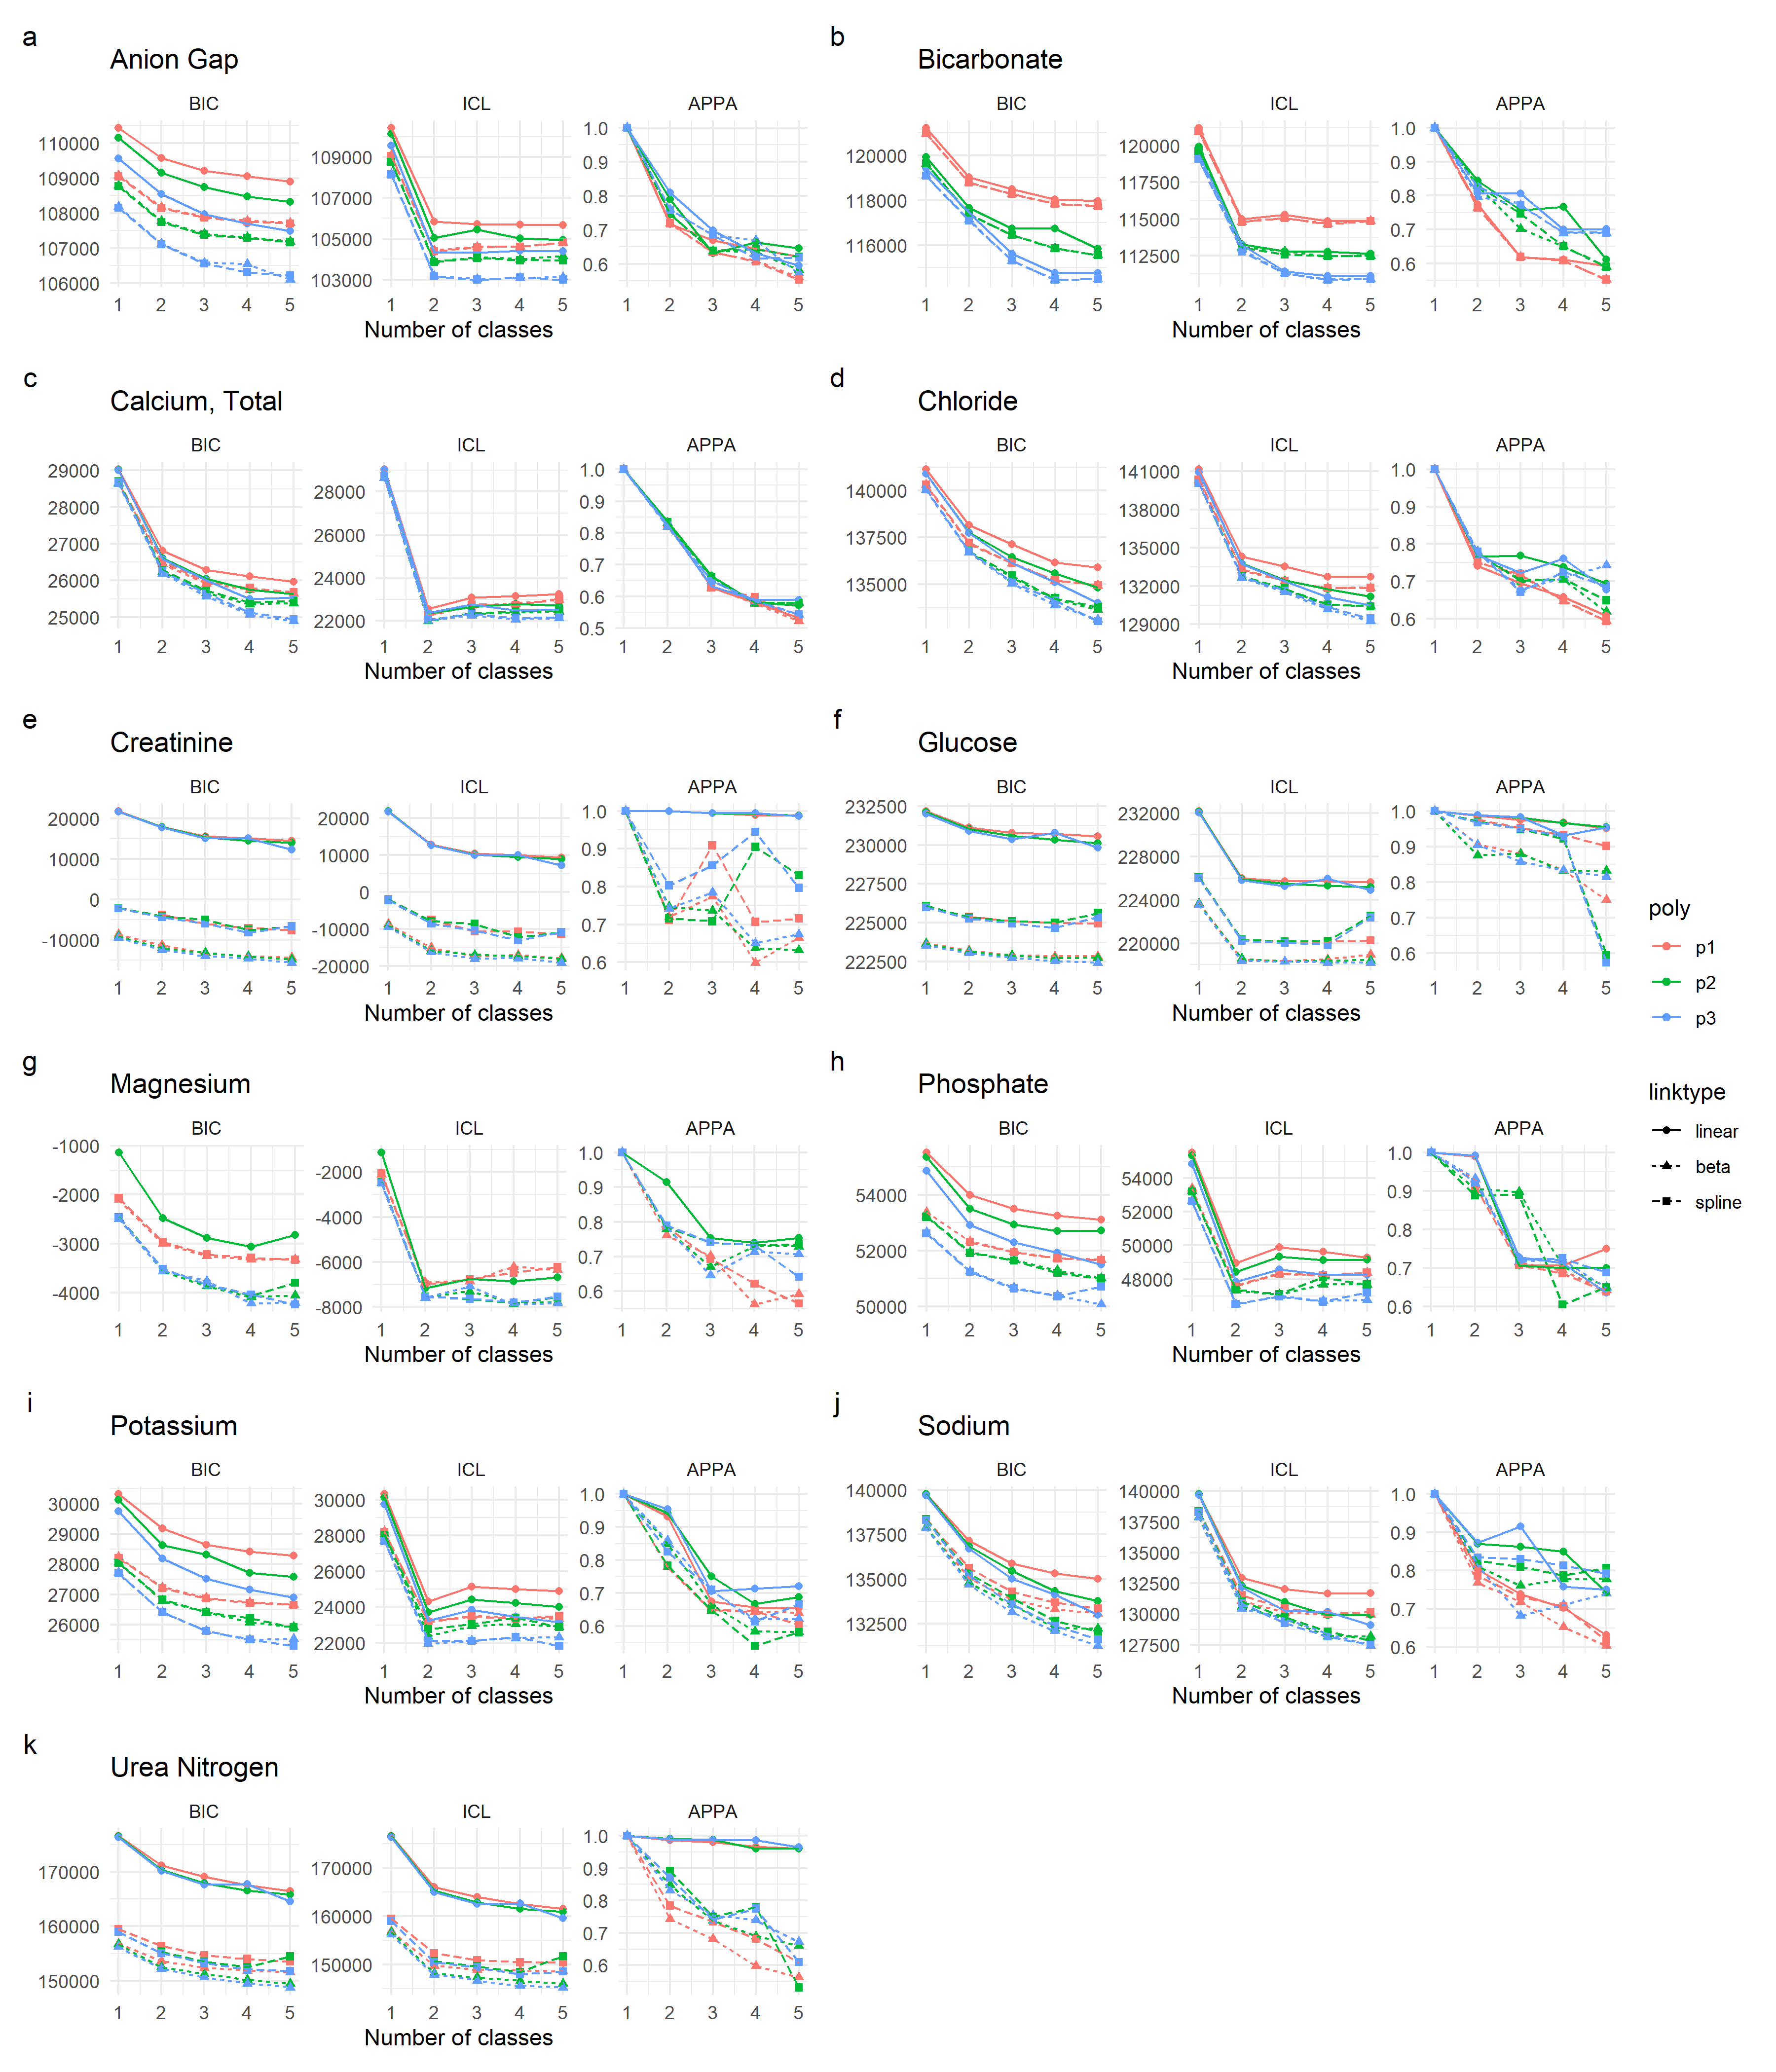 a
Anion Gap
BIC
ICL
APPA
110000
109000
108000
107000
106000
109000
107000
105000
103000
1.0
0.9
0.8
0.7
0.6
1 2 3 4 5
1 2 3 4 5
1 2 3 4 5
Number of classes
b
Bicarbonate
BIC
ICL
APPA
120000
118000
116000
120000
117500
115000
112500
1.0
0.9
0.8
0.7
0.6
1 2 3 4 5
1 2 3 4 5
1 2 3 4 5
Number of classes
c
Calcium, Total
BIC
ICL
APPA
29000
28000
27000
26000
25000
28000
26000
24000
22000
1.0
0.9
0.8
0.7
0.6
0.5
1 2 3 4 5
1 2 3 4 5
1 2 3 4 5
Number of classes
d
Chloride
BIC
ICL
APPA
140000
137500
135000
141000
138000
135000
132000
129000
1.0
0.9
0.8
0.7
0.6
1 2 3 4 5
1 2 3 4 5
1 2 3 4 5
Number of classes
e
Creatinine
BIC
ICL
APPA
20000
10000
0
-10000
20000
10000
0
-10000
-20000
1.0
0.9
0.8
0.7
0.6
1 2 3 4 5
1 2 3 4 5
1 2 3 4 5
Number of classes
f
Glucose
BIC
ICL
APPA
232500
230000
227500
225000
222500
232000
228000
224000
220000
1.0
0.9
0.8
0.7
0.6
1 2 3 4 5
1 2 3 4 5
1 2 3 4 5
Number of classes
g
Magnesium
BIC
ICL
APPA
-1000
-2000
-3000
-4000
-2000
-4000
-6000
-8000
1.0
0.9
0.8
0.7
0.6
1 2 3 4 5
1 2 3 4 5
1 2 3 4 5
Number of classes
h
Phosphate
BIC
ICL
APPA
54000
52000
50000
54000
52000
50000
48000
1.0
0.9
0.8
0.7
0.6
1 2 3 4 5
1 2 3 4 5
1 2 3 4 5
Number of classes
i
Potassium
BIC
ICL
APPA
30000
29000
28000
27000
26000
30000
28000
26000
24000
22000
1.0
0.9
0.8
0.7
0.6
1 2 3 4 5
1 2 3 4 5
1 2 3 4 5
Number of classes
j
Sodium
BIC
ICL
APPA
140000
137500
135000
132500
140000
137500
135000
132500
130000
127500
1.0
0.9
0.8
0.7
0.6
1 2 3 4 5
1 2 3 4 5
1 2 3 4 5
Number of classes
k
Urea Nitrogen
BIC
ICL
APPA
170000
160000
150000
170000
160000
150000
1.0
0.9
0.8
0.7
0.6
1 2 3 4 5
1 2 3 4 5
1 2 3 4 5
Number of classes
poly
p1
p2
p3
linktype
linear
beta
spline